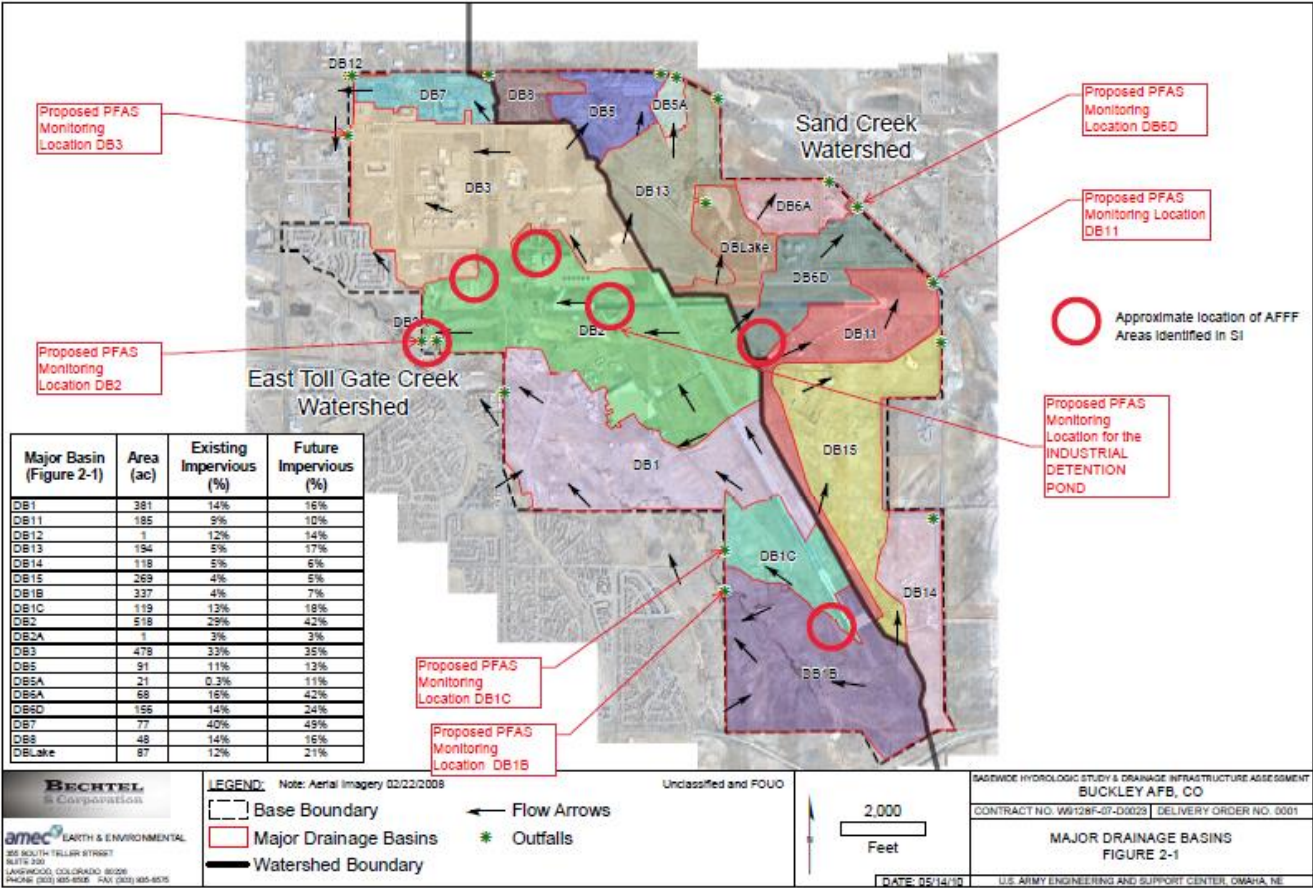 DB12
DB7
DB8
DB5
DB5A
Sand Creek
Watershed
DB3
DB13
DB6A
DBLake
DB6D
DB11
DB2
East Toll Gate Creek
Watershed
DB1
DB15
DB1C
DB14
DB1B
Proposed PFAS
Monitoring
Location DB3
Proposed PFAS
Monitoring
Location DB6D
Proposed PFAS
Monitoring Location
DB11
Approximate location of AFFF
Areas Identified in SI
Proposed PFAS
Monitoring
Location DB2
Proposed PFAS
Monitoring
Location for the
INDUSTRIAL
DETENTION
POND
Proposed PFAS
Monitoring
Location DB1C
Proposed PFAS
Monitoring
Location DB1B
Major Basin (Figure 2-1) Area (ac) Existing Impervious (%) Future Impervious (%)
DB1 381 14% 16%
DB11 185 9% 10%
DB12 1 12% 14%
DB13 194 5% 17%
DB14 118 5% 6%
DB15 269 4% 5%
DB1B 337 4% 7%
DB1C 119 13% 18%
DB2 518 29% 42%
DB2A 1 3% 3%
DB3 478 33% 35%
DB5 91 11% 13%
DB5A 21 0.3% 11%
DB6A 68 16% 42%
DB6D 156 14% 24%
DB7 77 40% 49%
DB8 48 14% 16%
DBLake 87 12% 21%
BECHTEL
S Corporation
amec EARTH & ENVIRONMENTAL
355 SOUTH TELLER STREET
SUITE 200
LAKEWOOD, COLORADO 80226
LEGEND: Note: Aerial Imagery 02/22/2008
Unclassified and FOUO
Base Boundary
Flow Arrows
Major Drainage Basins
Outfalls
Watershed Boundary
2,000
Feet
DATE: 05/14/10
BASEWIDE HYDROLOGIC STUDY & DRAINAGE INFRASTRUCTURE ASSESSMENT
BUCKLEY AFB, CO
CONTRACT NO. W9128F-07-D0023 DELIVERY ORDER NO. 0001
MAJOR DRAINAGE BASINS
FIGURE 2-1
U.S. ARMY ENGINEERING AND SUPPORT CENTER, OMAHA, NE